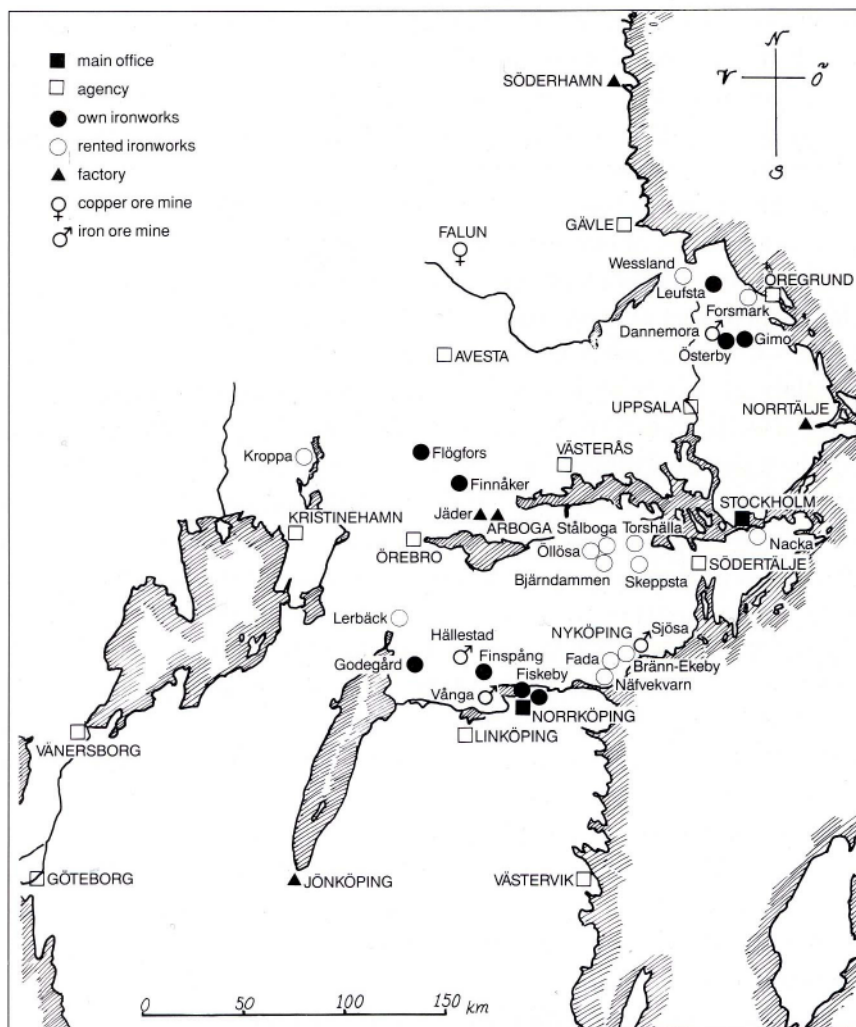 main office
agency
own ironworks
rented ironworks
factory
copper ore mine
iron ore mine
N
V
Õ
S
SÖDERHAMN
GÄVLE
FALUN
Wessland
ÖREGRUND
Leufsta
Forsmark
Dannemora
Gimo
Österby
AVESTA
UPPSALA
NORRTÄLJE
Kroppa
Flögfors
VÄSTERÅS
Finnåker
STOCKHOLM
Jäder
KRISTINEHAMN
ARBOGA
Stålboga
Torshälla
Nacka
ÖREBRO
Öllösa
SÖDERTÄLJE
Bjärndammen
Skeppsta
Lerbäck
NYKÖPING
Sjösa
Hällestad
Finspång
Godegård
Fada
Bränn-Ekeby
Fiskeby
Näfvekvarn
Vånga
NORRKÖPING
VÄNERSBORG
LINKÖPING
GÖTEBORG
JÖNKÖPING
VÄSTERVIK
0 50 100 150 km